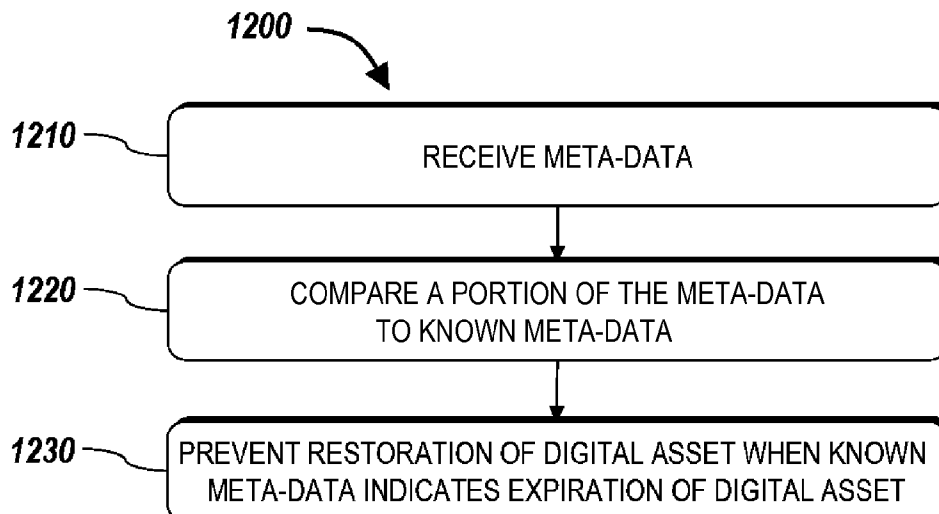 1200
1210
RECEIVE META-DATA
1220
COMPARE A PORTION OF THE META-DATA
TO KNOWN META-DATA
1230
PREVENT RESTORATION OF DIGITAL ASSET WHEN KNOWN
META-DATA INDICATES EXPIRATION OF DIGITAL ASSET